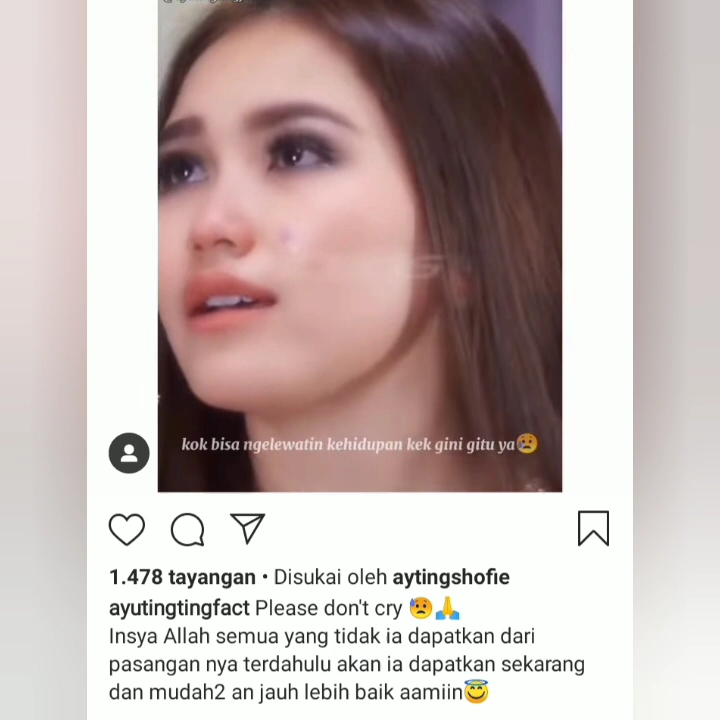 kok bisa ngelewatin kehidupan kek gini gitu ya😢
1.478 tayangan • Disukai oleh aytingshofie
ayutingtingfact Please don't cry 😥🙏
Insya Allah semua yang tidak ia dapatkan dari
pasangan nya terdahulu akan ia dapatkan sekarang
dan mudah2 an jauh lebih baik aamiin😇